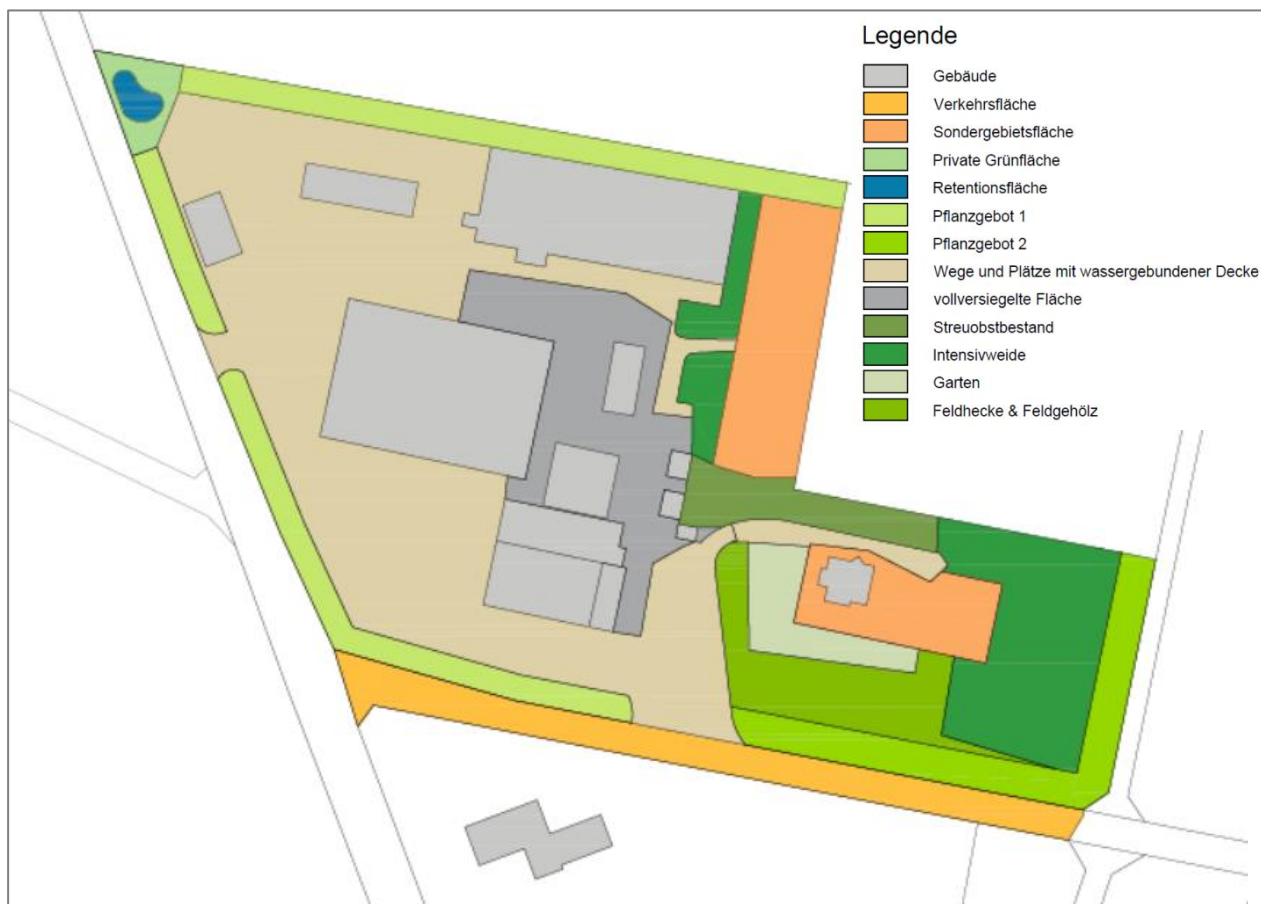 Legende
Gebäude
Verkehrsfläche
Sondergebietsfläche
Private Grünfläche
Retentionsfläche
Pflanzgebot 1
Pflanzgebot 2
Wege und Plätze mit wassergebundener Decke
vollversiegelte Fläche
Streuobstbestand
Intensivweide
Garten
Feldhecke & Feldgehölz